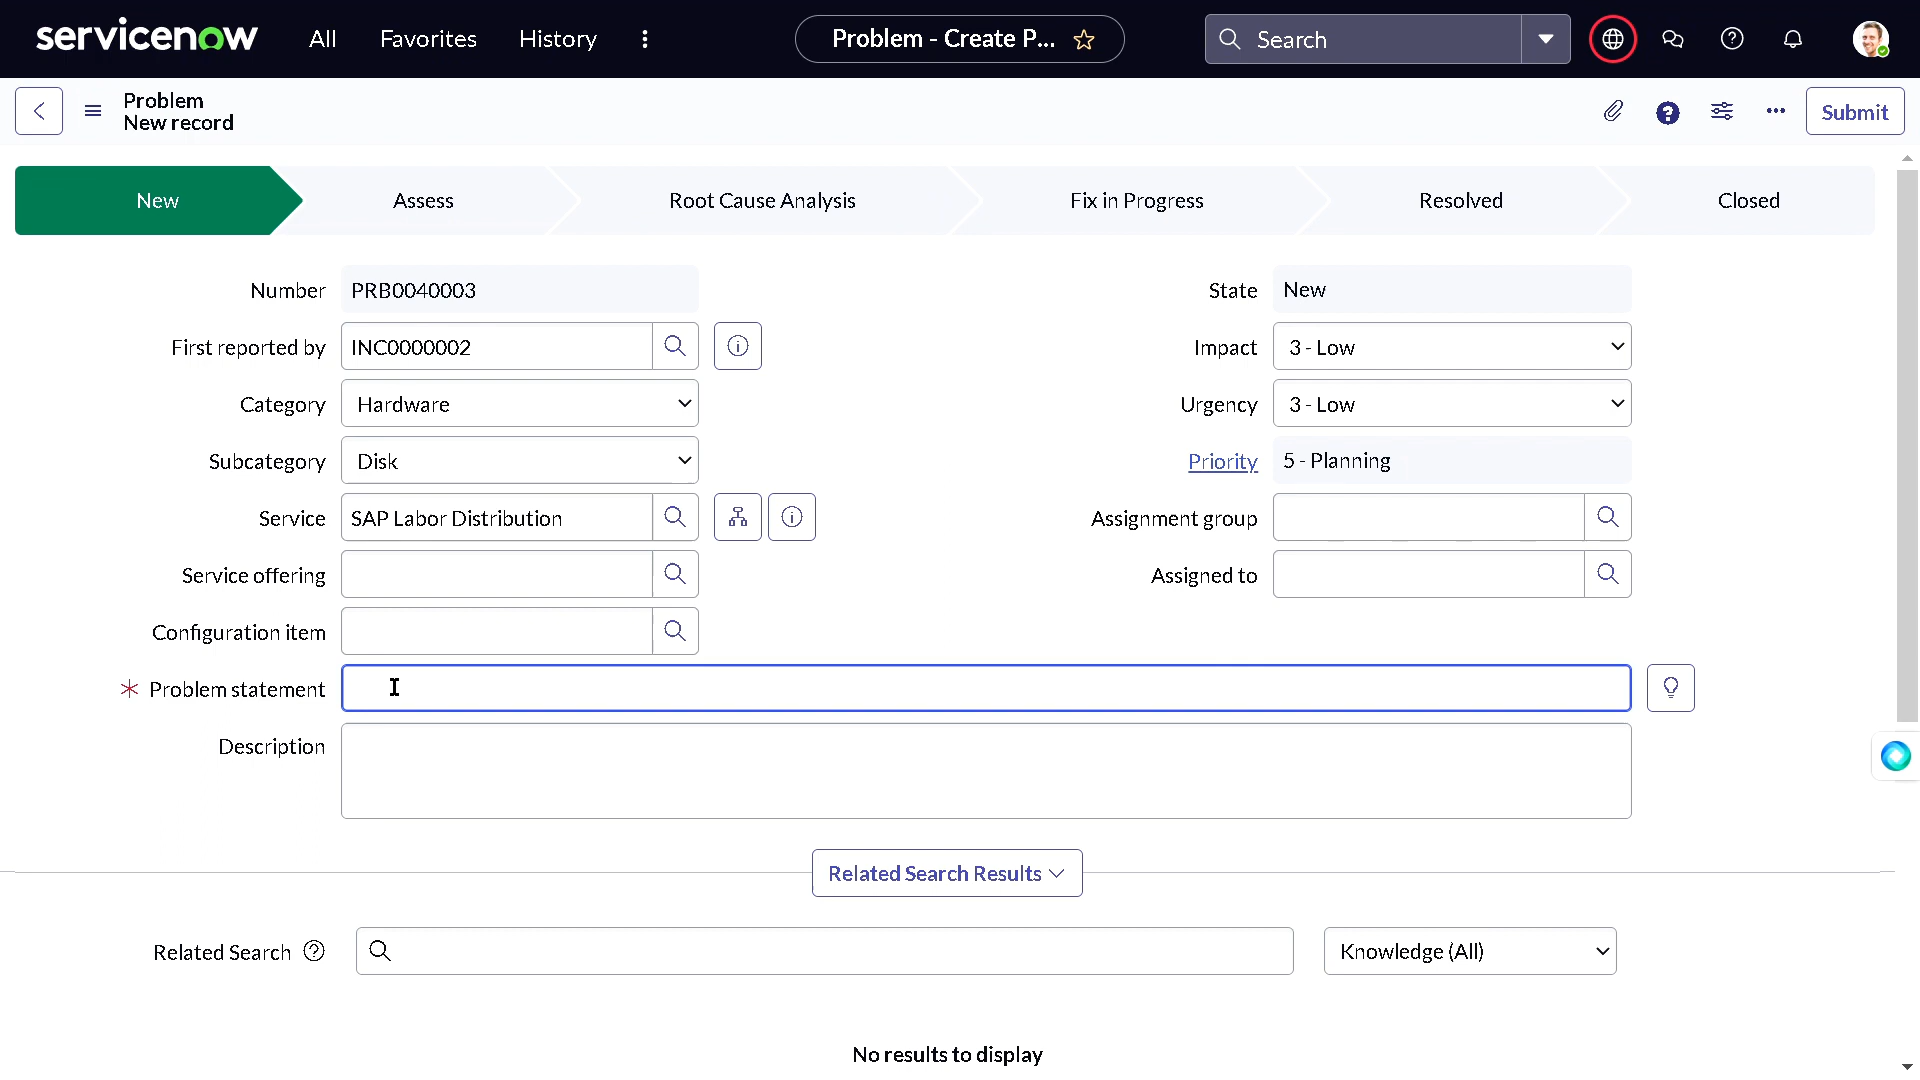 servicenow All Favorites History Problem - Create P... Search
Problem
New record
Submit
New Assess Root Cause Analysis Fix in Progress Resolved Closed
Number PRB0040003 State New
First reported by INC0000002 Impact 3 - Low
Category Hardware Urgency 3 - Low
Subcategory Disk Priority 5 - Planning
Service SAP Labor Distribution Assignment group
Service offering Assigned to
Configuration item
Problem statement
Description
Related Search Results
Related Search Knowledge (All)
No results to display